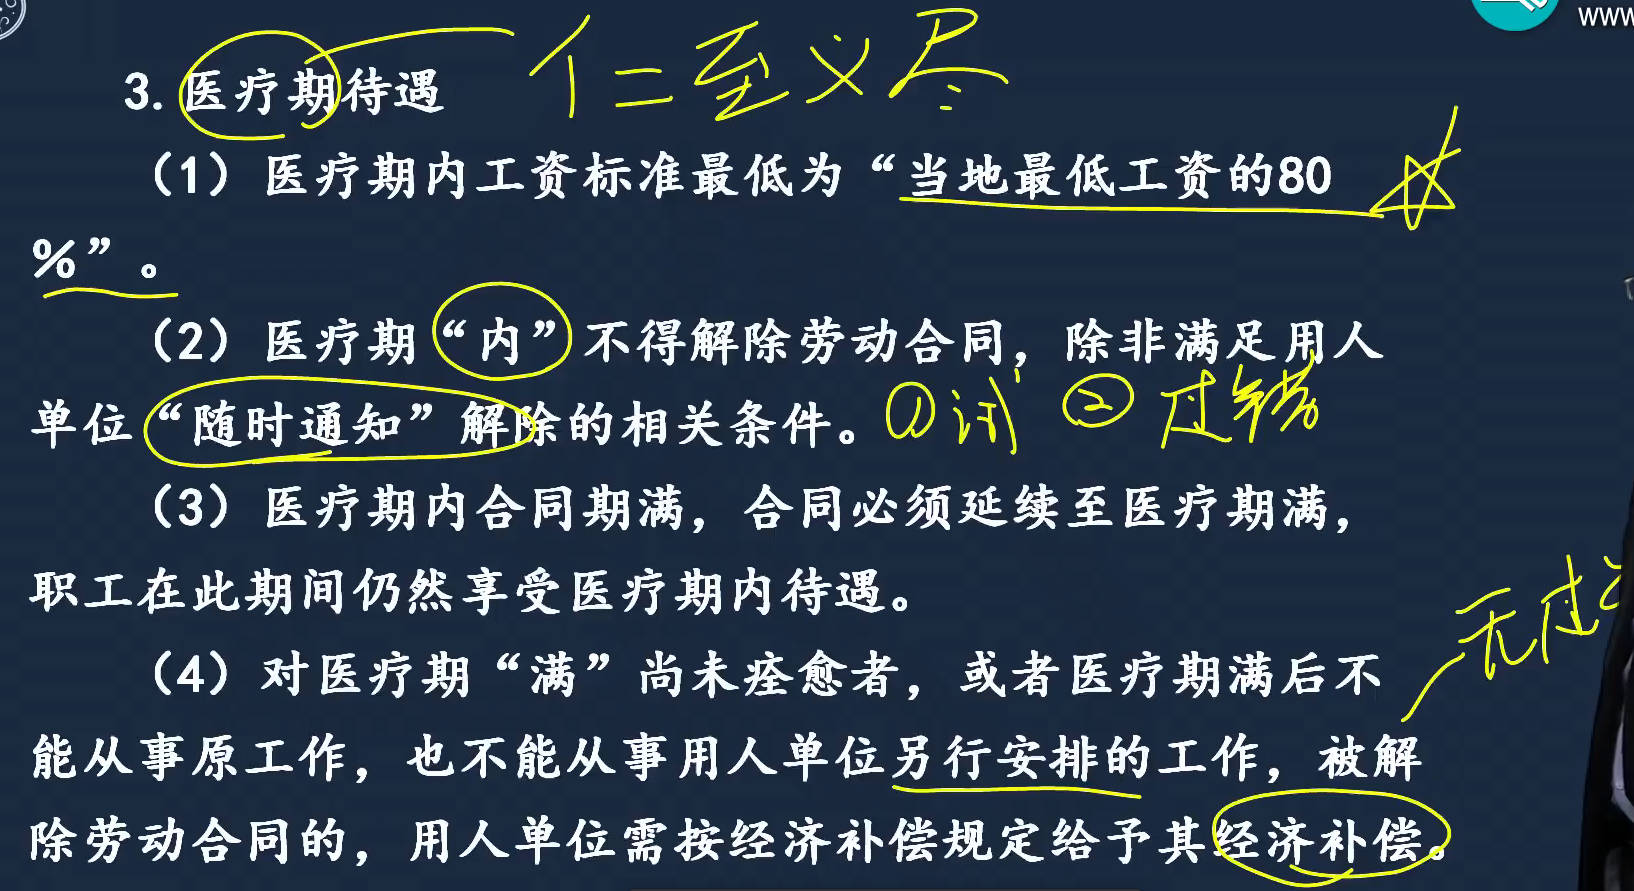 www
3.医疗期待遇 仁至义尽
（1）医疗期内工资标准最低为“当地最低工资的80
%”。
（2）医疗期“内”不得解除劳动合同，除非满足用人
单位“随时通知”解除的相关条件。①试 ②过错
（3）医疗期内合同期满，合同必须延续至医疗期满，
职工在此期间仍然享受医疗期内待遇。
无过
（4）对医疗期“满”尚未痊愈者，或者医疗期满后不
能从事原工作，也不能从事用人单位另行安排的工作，被解
除劳动合同的，用人单位需按经济补偿规定给予其经济补偿。